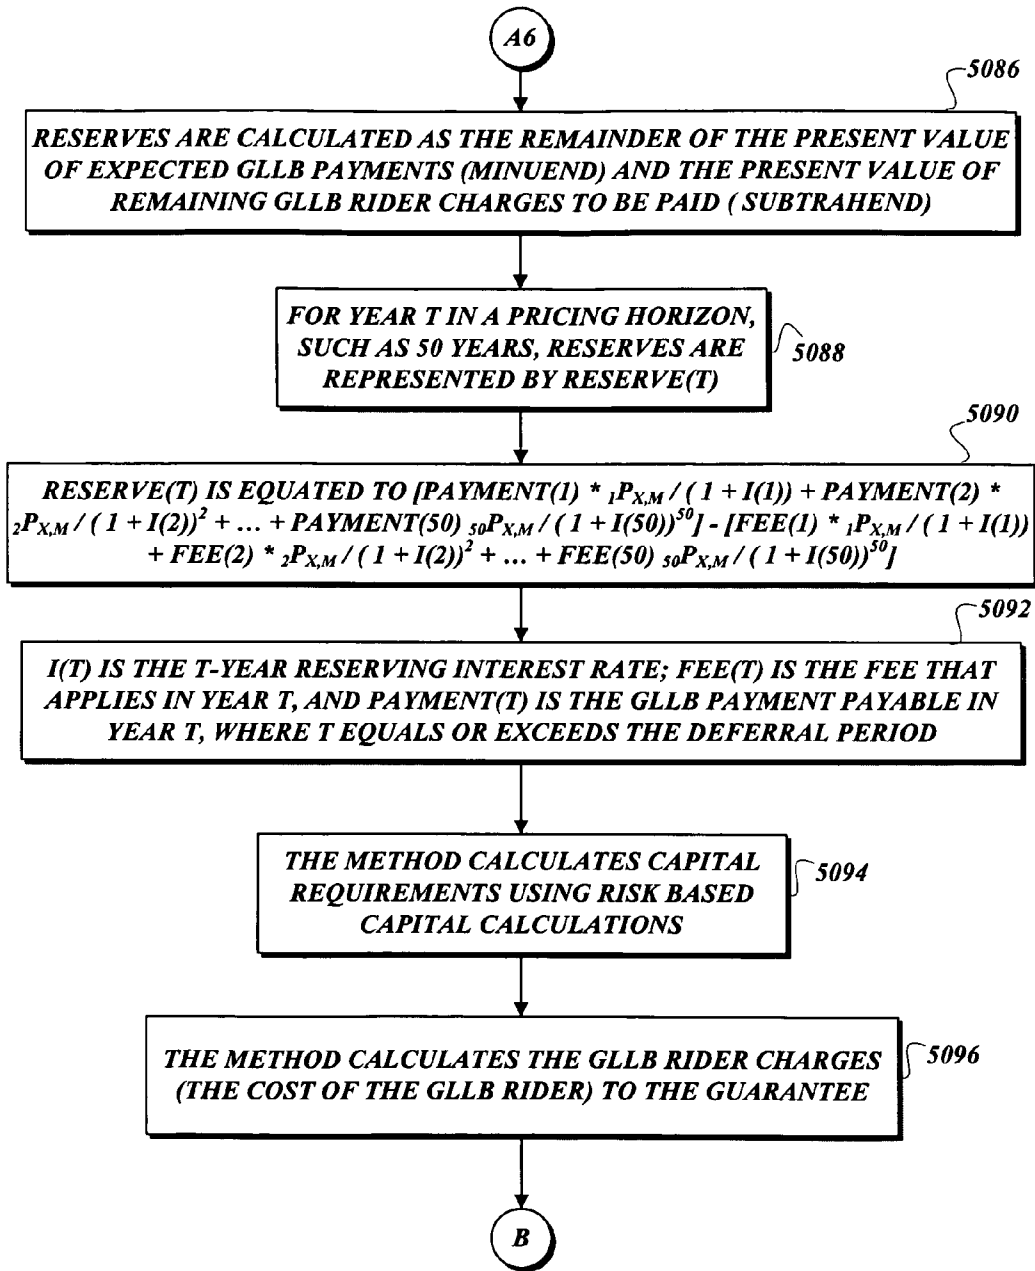 A6
5086
RESERVES ARE CALCULATED AS THE REMAINDER OF THE PRESENT VALUE
OF EXPECTED GLLB PAYMENTS (MINUEND) AND THE PRESENT VALUE OF
REMAINING GLLB RIDER CHARGES TO BE PAID ( SUBTRAHEND)
FOR YEAR T IN A PRICING HORIZON,
SUCH AS 50 YEARS, RESERVES ARE
REPRESENTED BY RESERVE(T)
5088
5090
RESERVE(T) IS EQUATED TO [PAYMENT(1) * ₁P_{X,M} / ( 1 + I(1)) + PAYMENT(2) *
₂P_{X,M} / ( 1 + I(2))² + ... + PAYMENT(50) ₅₀P_{X,M} / (1 + I(50))⁵⁰] - [FEE(1) * ₁P_{X,M} / (1 + I(1))
+ FEE(2) * ₂P_{X,M} / ( 1 + I(2))² + ... + FEE(50) ₅₀P_{X,M} / (1 + I(50))⁵⁰]
5092
I(T) IS THE T-YEAR RESERVING INTEREST RATE; FEE(T) IS THE FEE THAT
APPLIES IN YEAR T, AND PAYMENT(T) IS THE GLLB PAYMENT PAYABLE IN
YEAR T, WHERE T EQUALS OR EXCEEDS THE DEFERRAL PERIOD
THE METHOD CALCULATES CAPITAL
REQUIREMENTS USING RISK BASED
CAPITAL CALCULATIONS
5094
THE METHOD CALCULATES THE GLLB RIDER CHARGES
(THE COST OF THE GLLB RIDER) TO THE GUARANTEE
5096
B